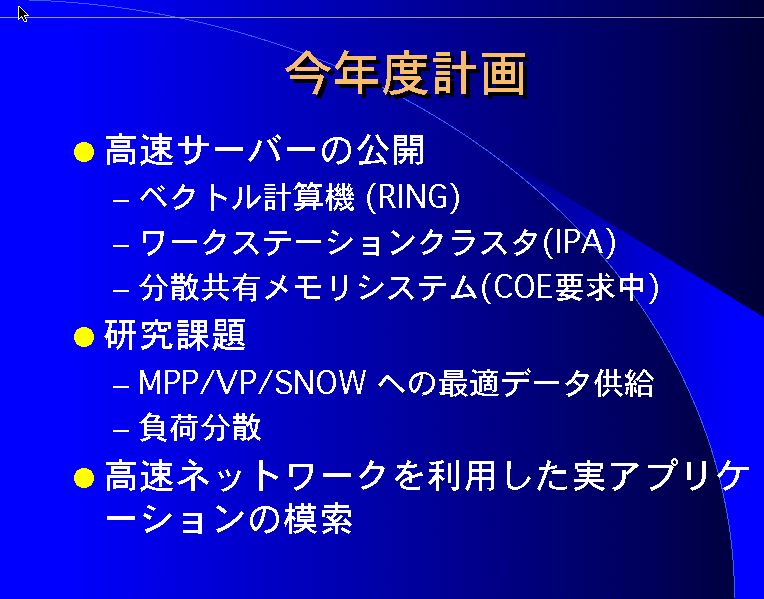 今年度計画
●高速サーバーの公開
– ベクトル計算機 (RING)
– ワークステーションクラスタ(IPA)
– 分散共有メモリシステム(COE要求中)
●研究課題
– MPP/VP/SNOW への最適データ供給
– 負荷分散
●高速ネットワークを利用した実アプリケ
ーションの模索